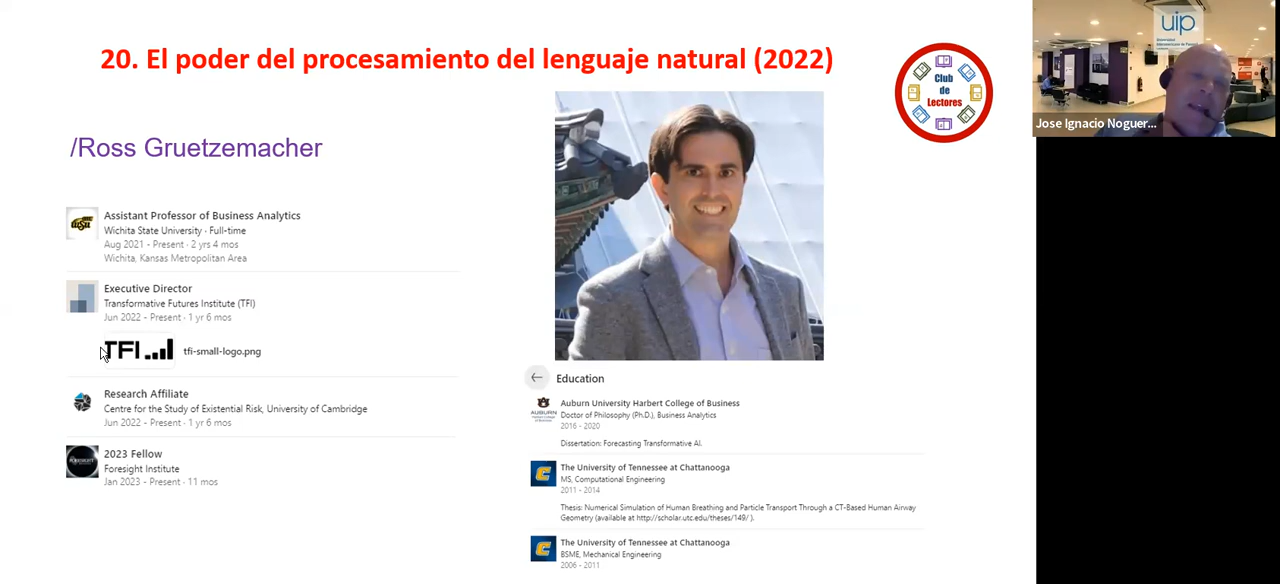 20. El poder del procesamiento del lenguaje natural (2022)
/Ross Gruetzemacher
Assistant Professor of Business Analytics
Wichita State University · Full-time
Aug 2021 - Present · 2 yrs 4 mos
Wichita, Kansas Metropolitan Area
Executive Director
Transformative Futures Institute (TFI)
Jun 2022 - Present · 1 yr 6 mos
TFI
tfi-small-logo.png
Research Affiliate
Centre for the Study of Existential Risk, University of Cambridge
Jun 2022 - Present · 1 yr 6 mos
2023 Fellow
Foresight Institute
Jan 2023 - Present · 11 mos
Education
Auburn University Harbert College of Business
Doctor of Philosophy (Ph.D.), Business Analytics
2016 - 2020
Dissertation: Forecasting Transformative AI.
AUBURN
The University of Tennessee at Chattanooga
MS, Computational Engineering
2011 - 2014
Thesis: Numerical Simulation of Human Breathing and Particle Transport Through a CT-Based Human Airway
Geometry (available at http://scholar.utc.edu/theses/149/ ).
The University of Tennessee at Chattanooga
BSME, Mechanical Engineering
2006 - 2011
Club
de
Lectores
uip
Jose Ignacio Noguer...